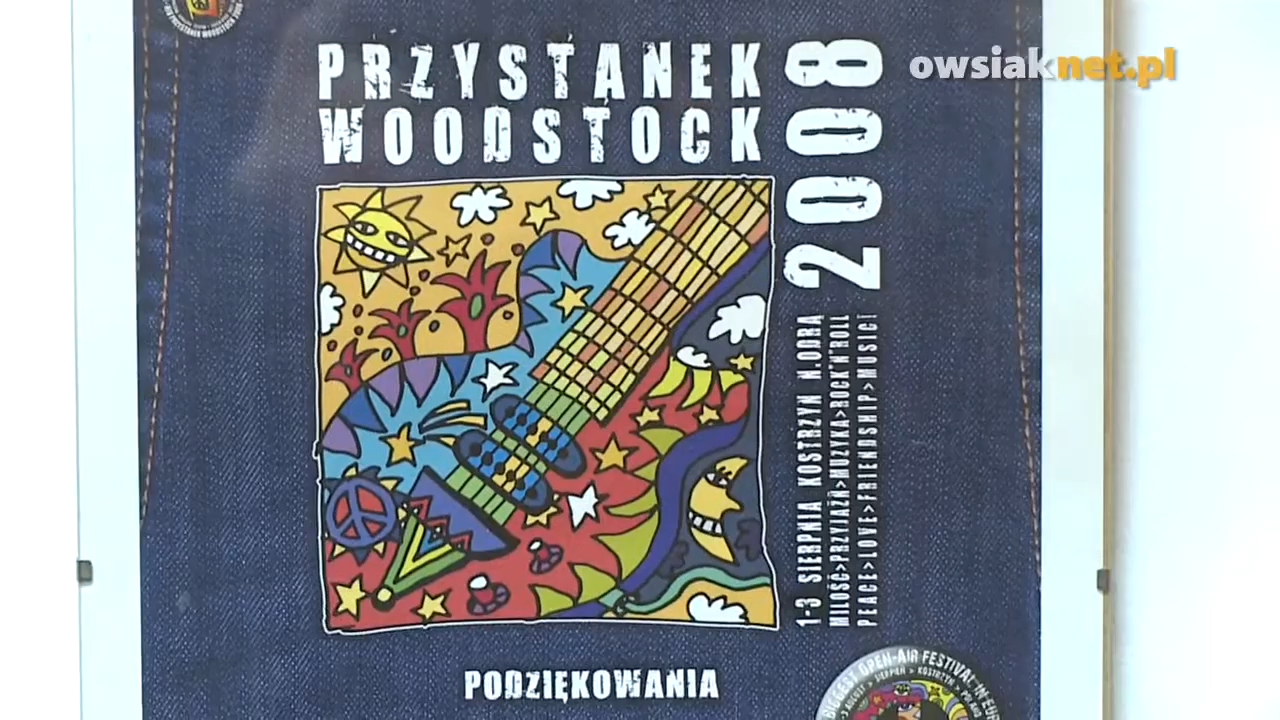 owsiaknet.pl
PRZYSTANEK
WOODSTOCK
2008
1-3 SIERPNIA KOSTRZYN N.ODRĄ
MIŁOŚĆ>PRZYJAŹŃ>MUZYKA>ROCK'N'ROLL
PEACE>LOVE>FRIENDSHIP>MUSIC!
PODZIĘKOWANIA
BIGGEST OPEN-AIR FESTIVAL IN